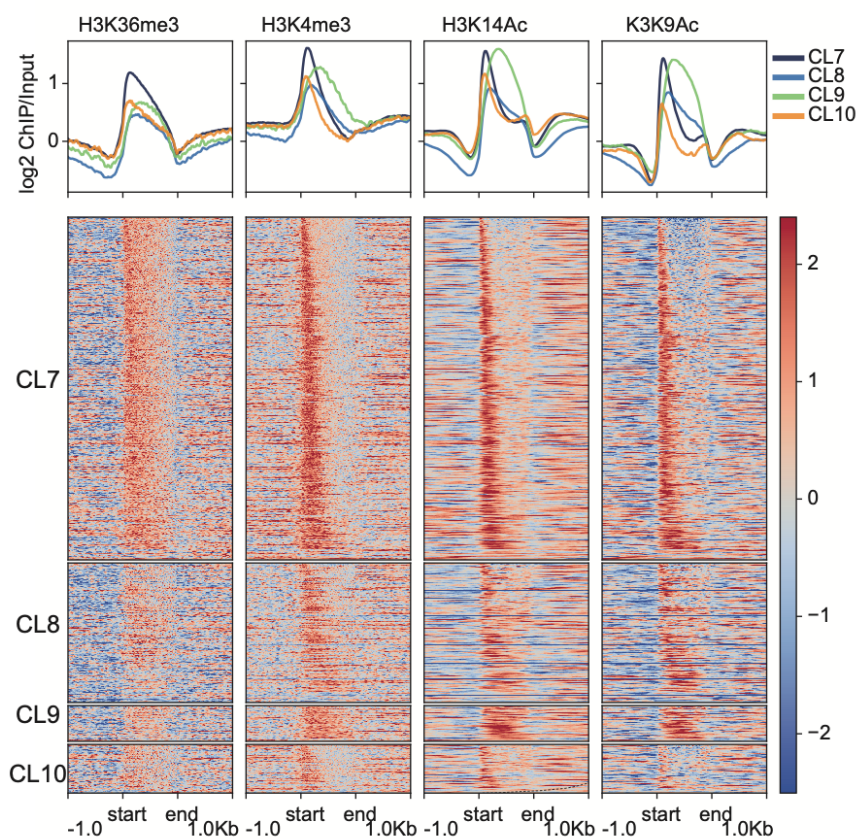 H3K36me3 H3K4me3 H3K14Ac K3K9Ac
CL7
CL8
CL9
CL10
log2 ChIP/Input
1
0
CL7
CL8
CL9
CL10
2
1
0
−1
−2
start end start end start end start end
-1.0 1.0Kb -1.0 1.0Kb -1.0 1.0Kb -1.0 1.0Kb